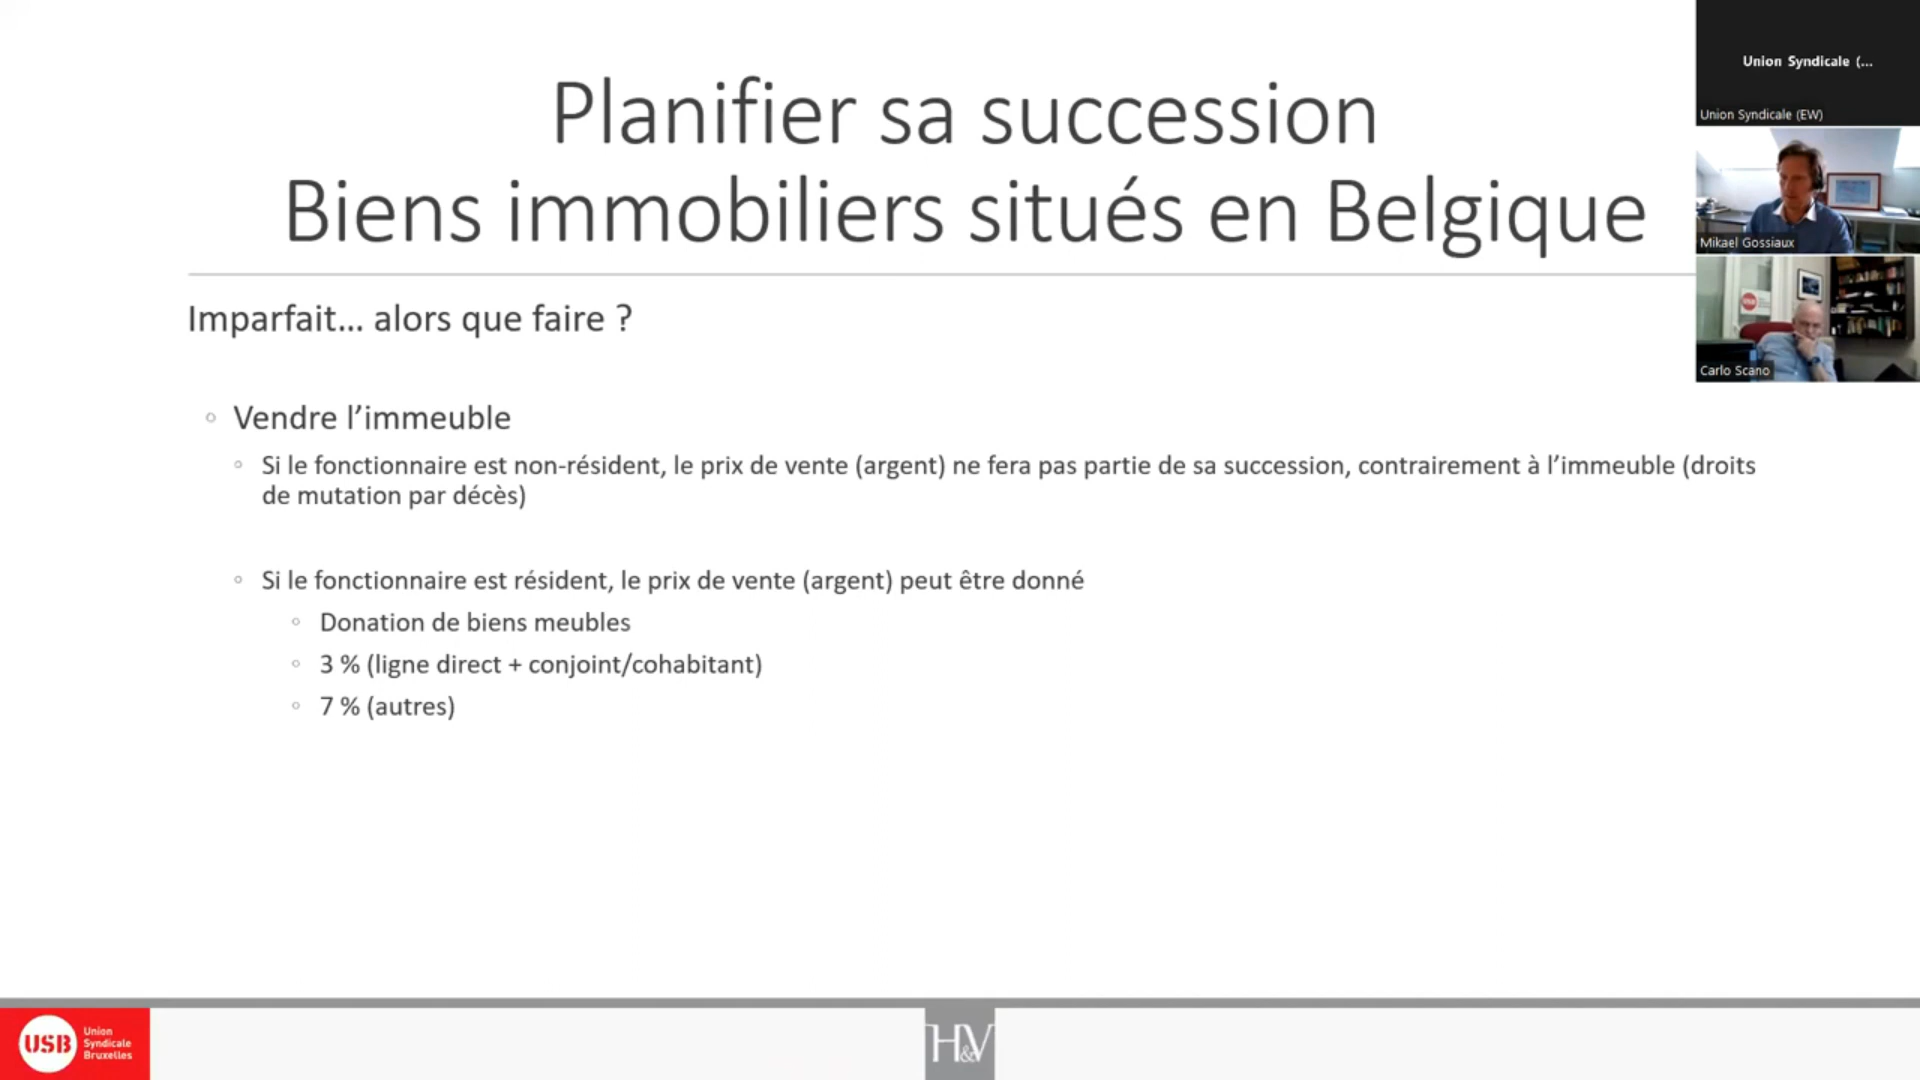 Planifier sa succession
Biens immobiliers situés en Belgique
Imparfait... alors que faire ?
Vendre l’immeuble
Si le fonctionnaire est non-résident, le prix de vente (argent) ne fera pas partie de sa succession, contrairement à l’immeuble (droits
de mutation par décès)
Si le fonctionnaire est résident, le prix de vente (argent) peut être donné
Donation de biens meubles
3 % (ligne direct + conjoint/cohabitant)
7 % (autres)
Union Syndicale (...
Union Syndicale (EW)
Mikael Gossiaux
USB
Carlo Scano
USB
Union
Syndicale
Bruxelles
H&V